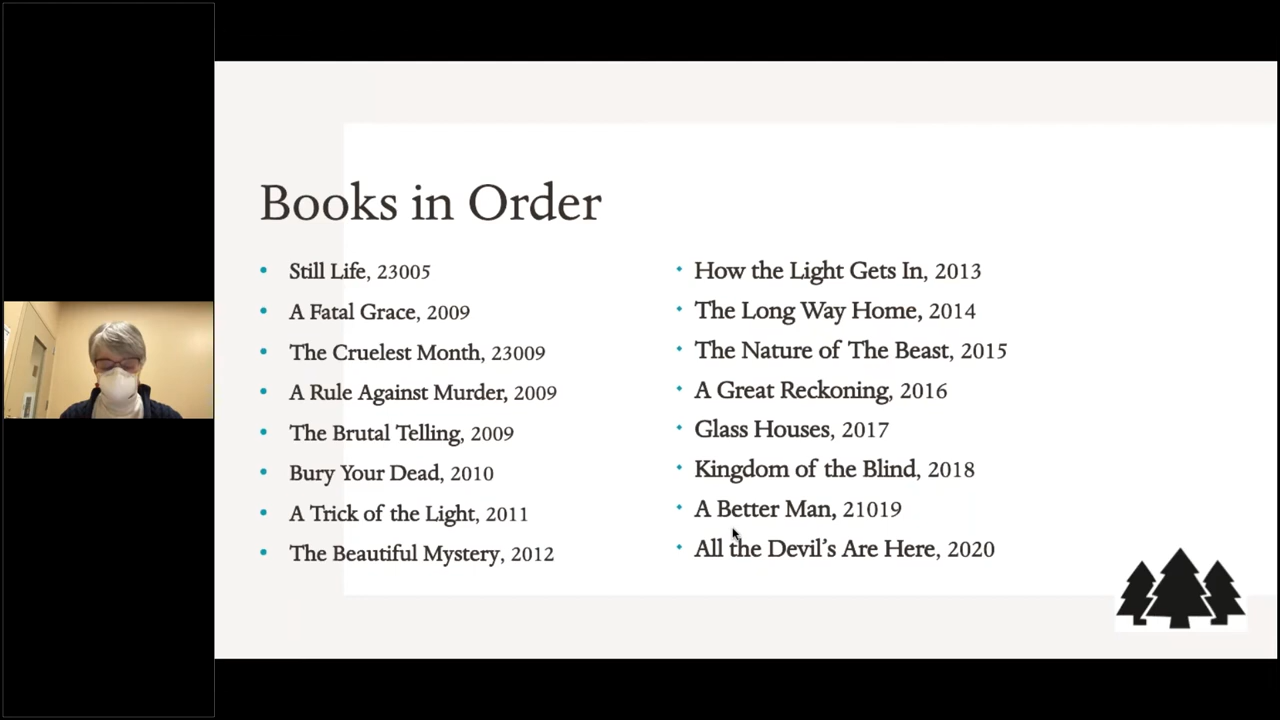 Books in Order
Still Life, 23005
A Fatal Grace, 2009
The Cruelest Month, 23009
A Rule Against Murder, 2009
The Brutal Telling, 2009
Bury Your Dead, 2010
A Trick of the Light, 2011
The Beautiful Mystery, 2012
How the Light Gets In, 2013
The Long Way Home, 2014
The Nature of The Beast, 2015
A Great Reckoning, 2016
Glass Houses, 2017
Kingdom of the Blind, 2018
A Better Man, 21019
All the Devil's Are Here, 2020